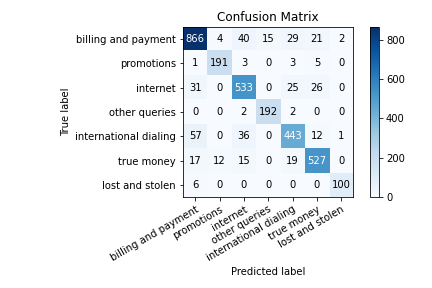 Confusion Matrix
billing and payment 866 4 40 15 29 21 2
promotions 1 191 3 0 3 5 0
internet 31 0 533 0 25 26 0
other queries 0 0 2 192 2 0 0
international dialing 57 0 36 0 443 12 1
true money 17 12 15 0 19 527 0
lost and stolen 6 0 0 0 0 0 100
True label
billing and payment
promotions
internet
other queries
international dialing
true money
lost and stolen
Predicted label
800
600
400
200
0